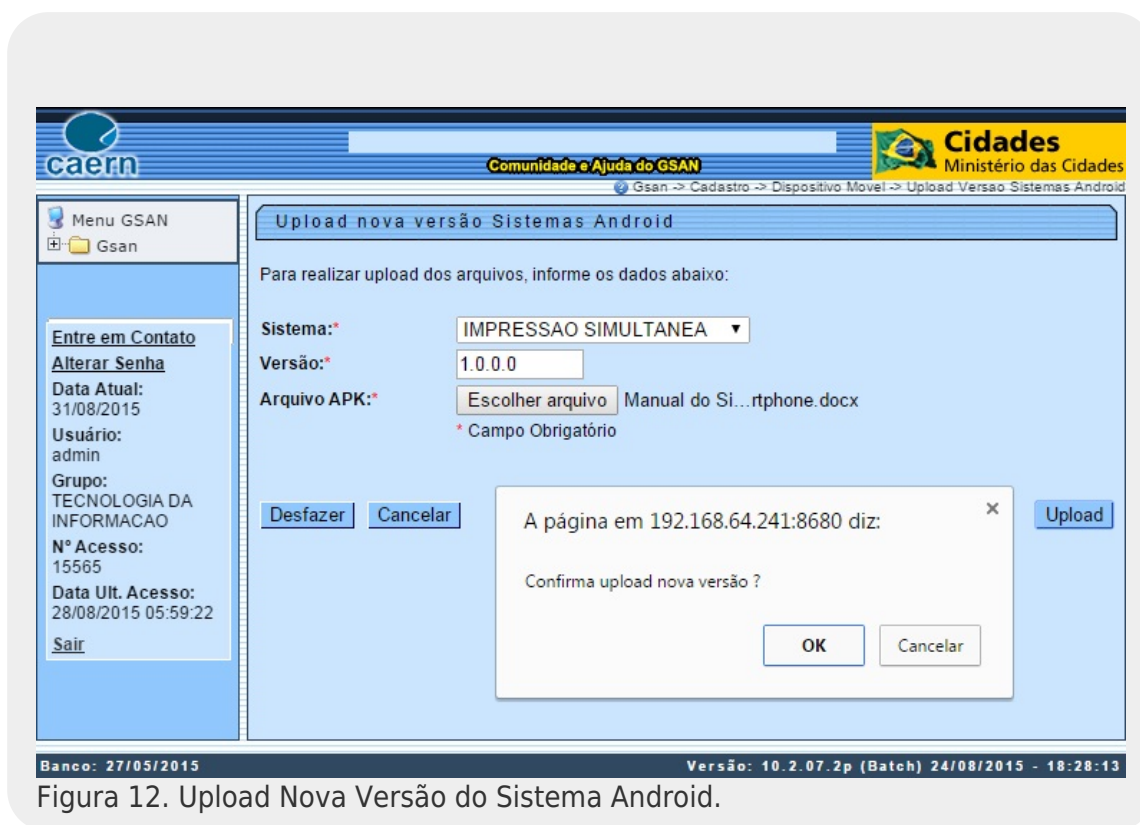 caern
Comunidade e Ajuda do GSAN
Cidades
Ministério das Cidades
Gsan -> Cadastro -> Dispositivo Movel -> Upload Versao Sistemas Android
Menu GSAN
Gsan
Entre em Contato
Alterar Senha
Data Atual:
31/08/2015
Usuário:
admin
Grupo:
TECNOLOGIA DA
INFORMACAO
Nº Acesso:
15565
Data Ult. Acesso:
28/08/2015 05:59:22
Sair
Upload nova versão Sistemas Android
Para realizar upload dos arquivos, informe os dados abaixo:
Sistema:* IMPRESSAO SIMULTANEA
Versão:* 1.0.0.0
Arquivo APK:* Escolher arquivo Manual do Si...rtphone.docx
* Campo Obrigatório
Desfazer Cancelar Upload
A página em 192.168.64.241:8680 diz:
Confirma upload nova versão ?
OK Cancelar
Banco: 27/05/2015 Versão: 10.2.07.2p (Batch) 24/08/2015 - 18:28:13
Figura 12. Upload Nova Versão do Sistema Android.